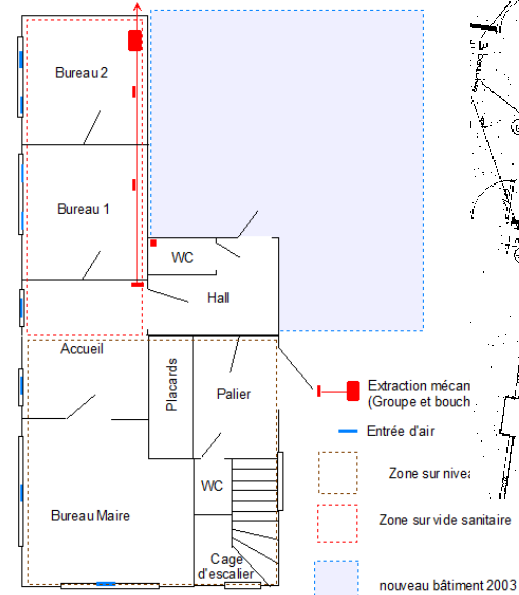 Bureau 2
Bureau 1
WC
Hall
Accueil
Placards
Palier
WC
Bureau Maire
Cage
d'escalier
Extraction mécan
(Groupe et bouch
Entrée d'air
Zone sur nivea
Zone sur vide sanitaire
nouveau bâtiment 2003